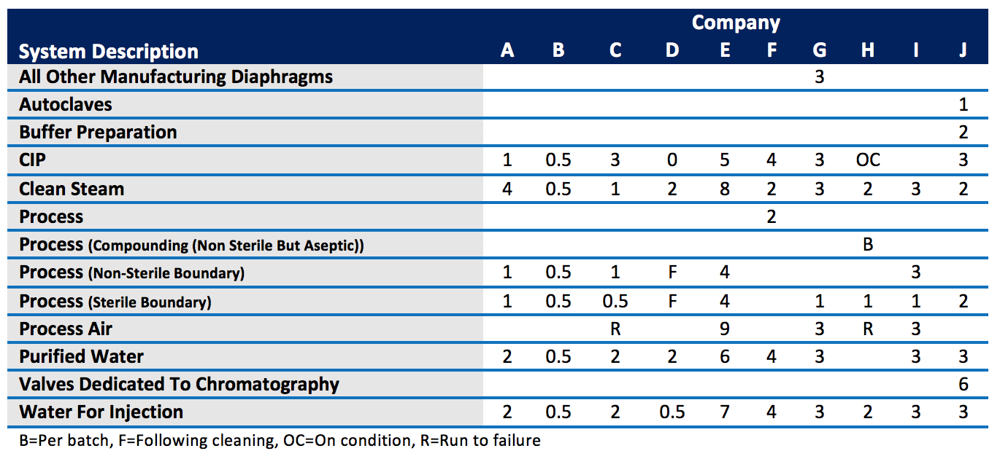 Company
System Description A B C D E F G H I J
All Other Manufacturing Diaphragms 3
Autoclaves 1
Buffer Preparation 2
CIP 1 0.5 3 0 5 4 3 OC 3
Clean Steam 4 0.5 1 2 8 2 3 2 3 2
Process 2
Process (Compounding (Non Sterile But Aseptic)) B
Process (Non-Sterile Boundary) 1 0.5 1 F 4 3
Process (Sterile Boundary) 1 0.5 0.5 F 4 1 1 1 2
Process Air R 9 3 R 3
Purified Water 2 0.5 2 2 6 4 3 3 3
Valves Dedicated To Chromatography 6
Water For Injection 2 0.5 2 0.5 7 4 3 2 3 3
B=Per batch, F=Following cleaning, OC=On condition, R=Run to failure